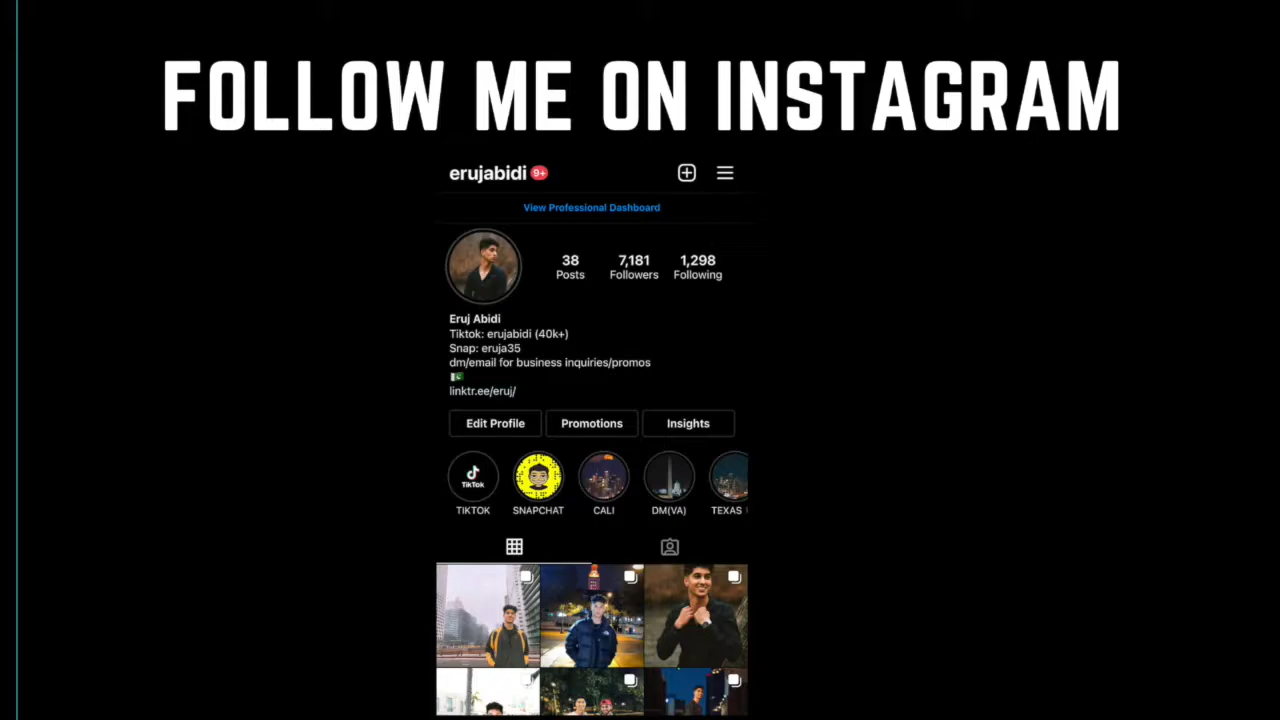 FOLLOW ME ON INSTAGRAM
erujabidi 9+
View Professional Dashboard
38 7,181 1,298
Posts Followers Following
Eruj Abidi
Tiktok: erujabidi (40k+)
Snap: eruja35
dm/email for business inquiries/promos
linktr.ee/eruj/
Edit Profile Promotions Insights
TikTok
TIKTOK SNAPCHAT CALI DM(VA) TEXAS